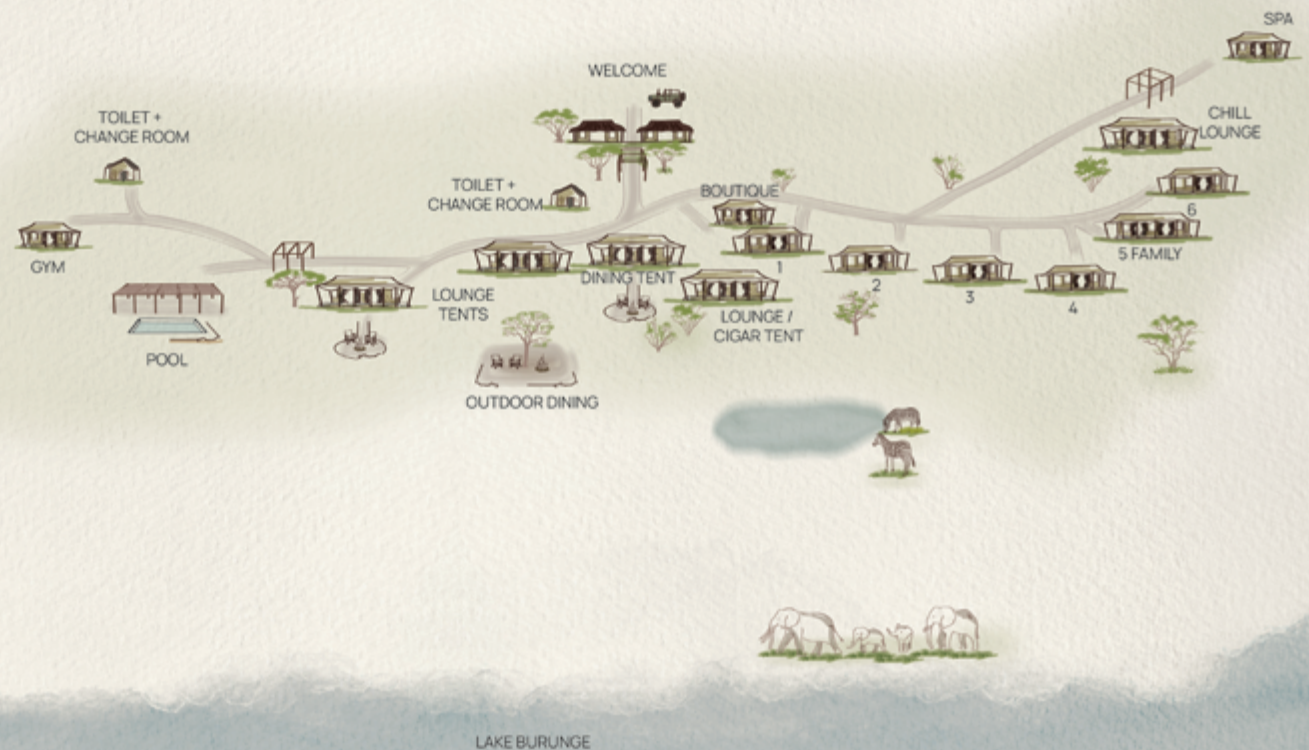 SPA
WELCOME
TOILET +
CHANGE ROOM
CHILL
LOUNGE
TOILET +
CHANGE ROOM
BOUTIQUE
6
GYM
5 FAMILY
1
DINING TENT
2
3
4
LOUNGE
TENTS
LOUNGE /
CIGAR TENT
POOL
OUTDOOR DINING
LAKE BURUNGE